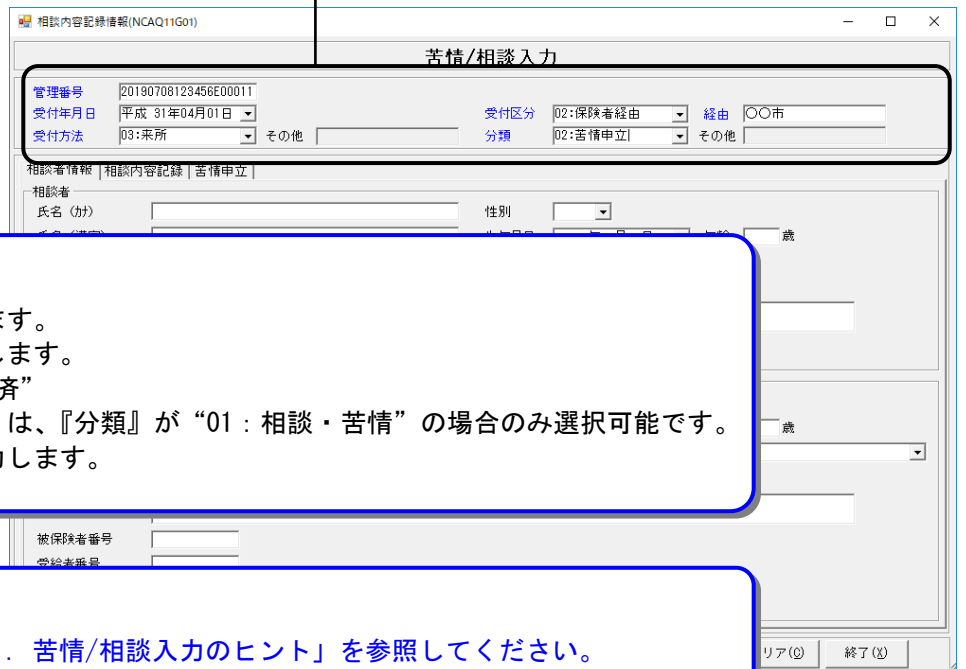 相談内容記録情報(NCAQ11G01)
苦情/相談入力
管理番号 20190708123456E00011
受付年月日 平成 31年04月01日 受付区分 02:保険者経由 経由 〇〇市
受付方法 03:来所 その他 分類 02:苦情申立 その他
相談者情報 相談内容記録 苦情申立
相談者
氏名（カナ） 性別
歳
ます。
します。
済”
は、『分類』が“01：相談・苦情”の場合のみ選択可能です。
力します。
歳
被保険者番号
受給者番号
. 苦情/相談入力のヒント」を参照してください。
リア(C) 終了(X)